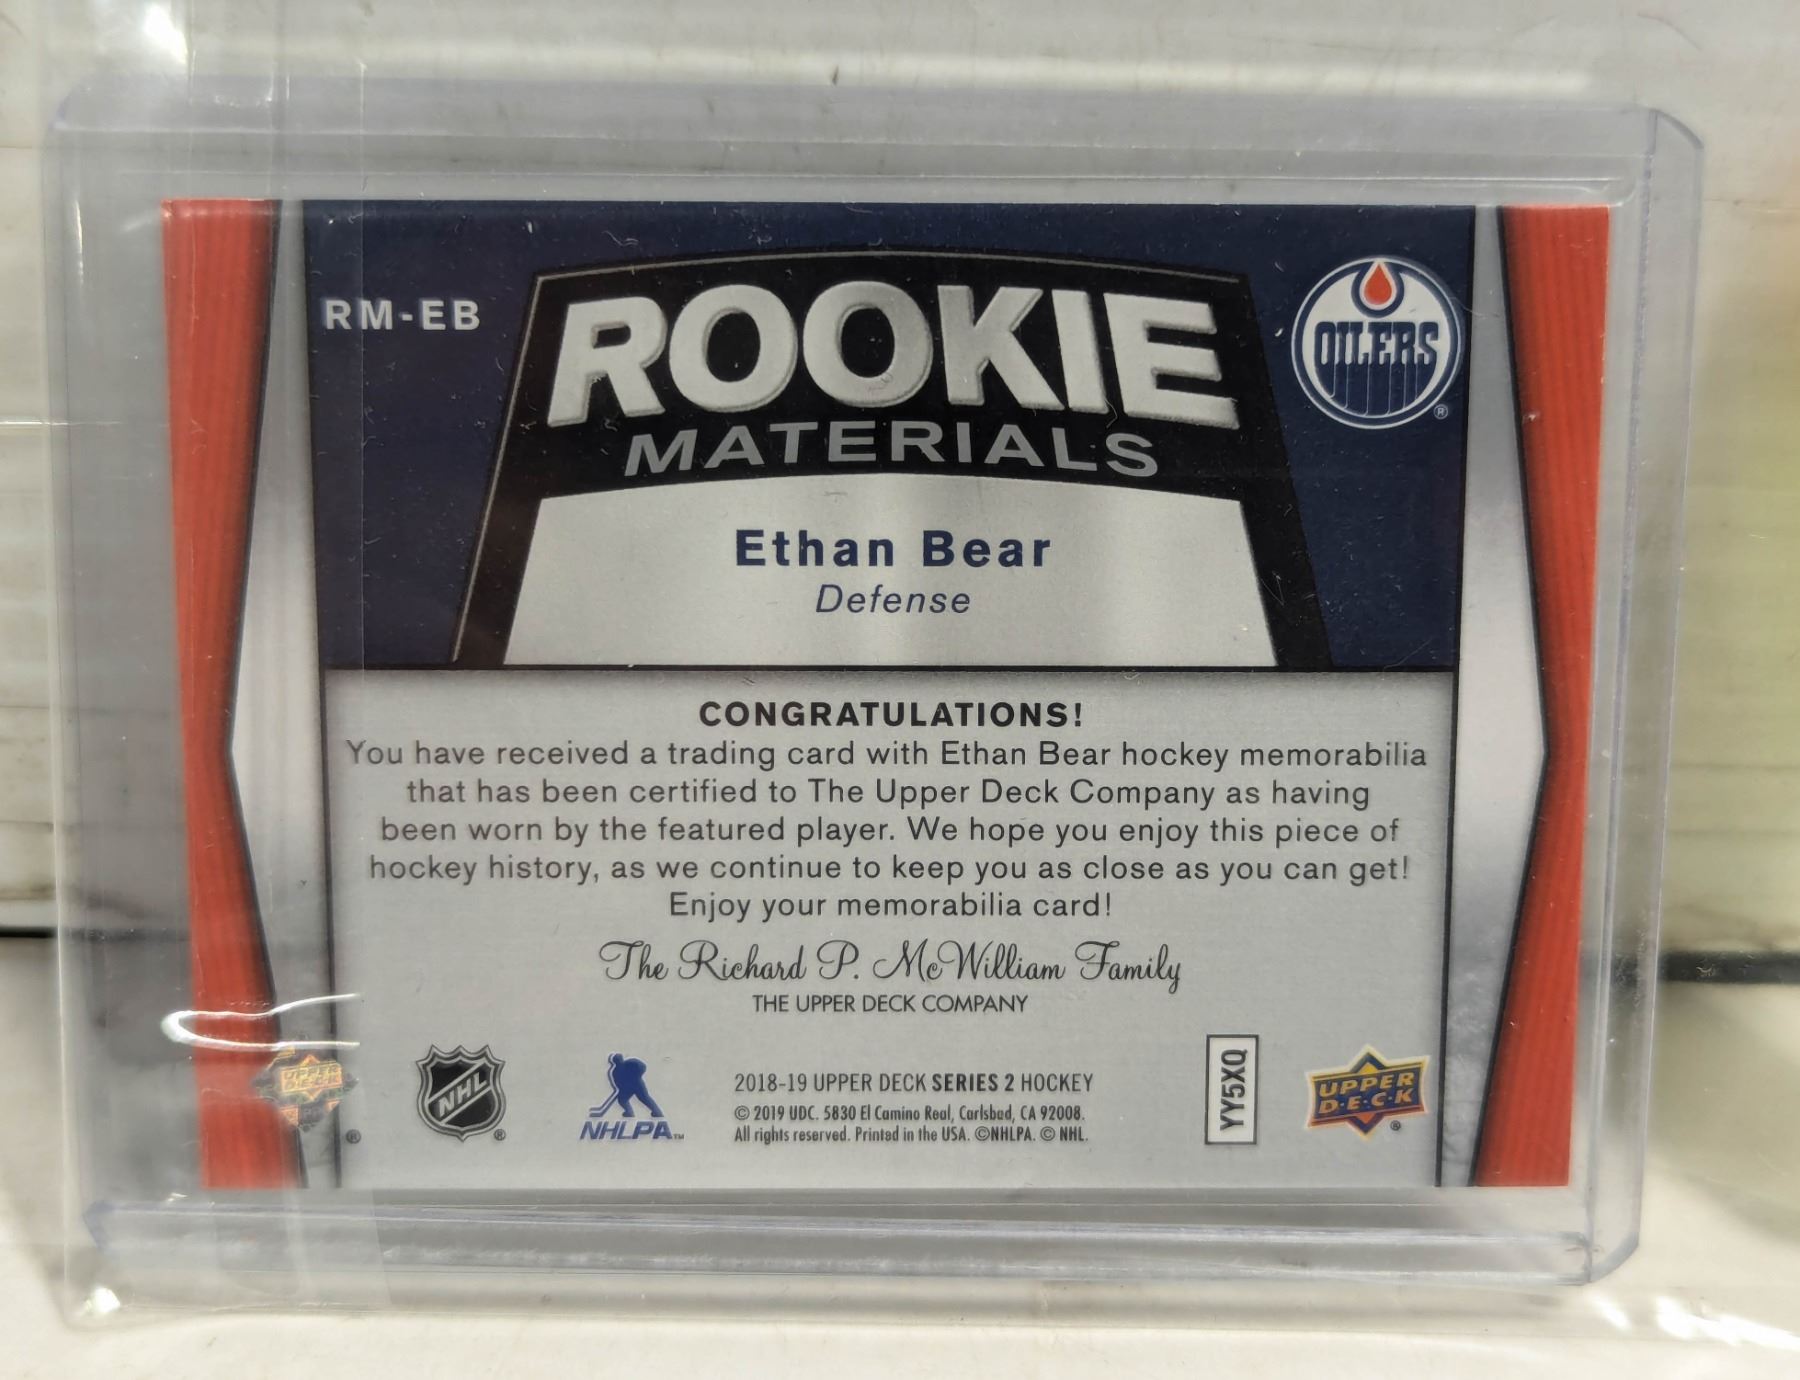 RM-EB
ROOKIE
MATERIALS
OILERS
®
Ethan Bear
Defense
CONGRATULATIONS!
You have received a trading card with Ethan Bear hockey memorabilia
that has been certified to The Upper Deck Company as having
been worn by the featured player. We hope you enjoy this piece of
hockey history, as we continue to keep you as close as you can get!
Enjoy your memorabilia card!
The Richard P. McWilliam Family
THE UPPER DECK COMPANY
UPPER
DECK
®
NHL
®
NHLPA™
2018-19 UPPER DECK SERIES 2 HOCKEY
© 2019 UDC. 5830 El Camino Real, Carlsbad, CA 92008.
All rights reserved. Printed in the USA. ©NHLPA. © NHL.
YY5XQ
UPPER
D·E·C·K
®